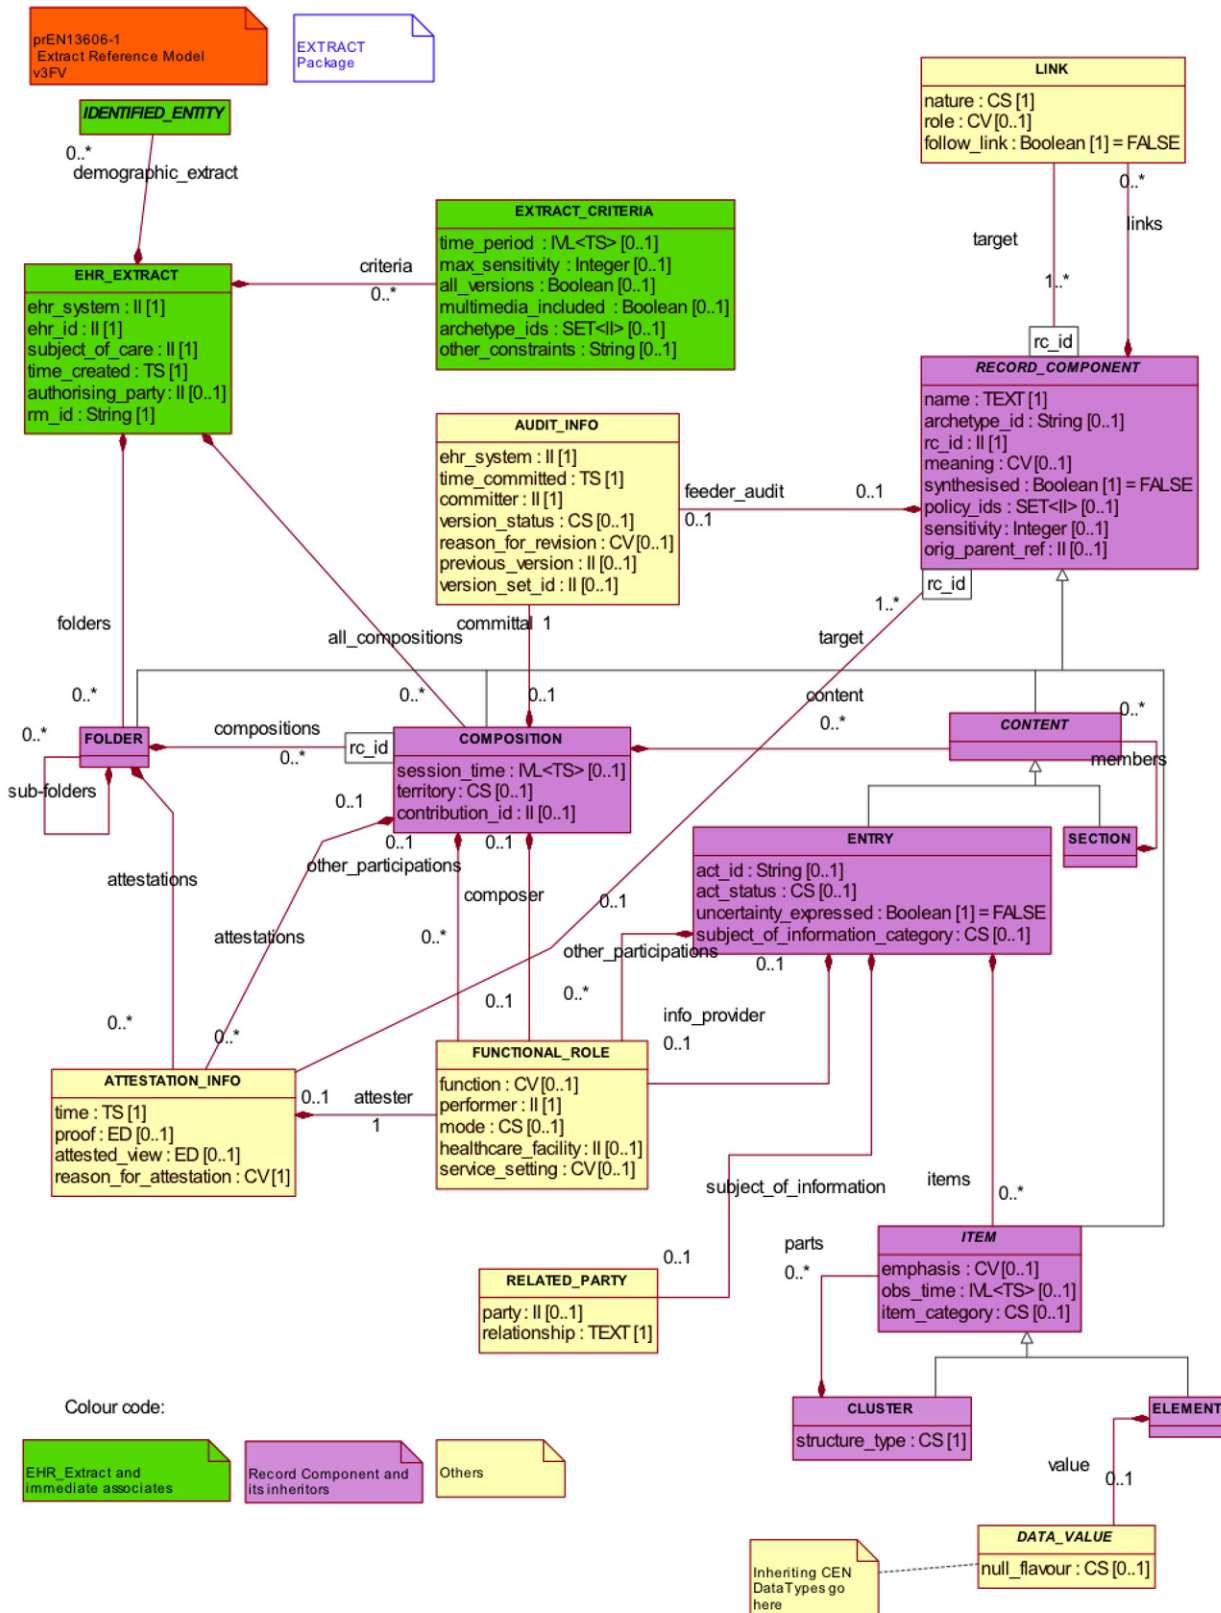 prEN13606-1
Extract Reference Model
v3FV
EXTRACT
Package
IDENTIFIED_ENTITY
0..*
demographic_extract
LINK
nature : CS [1]
role : CV [0..1]
follow_link : Boolean [1] = FALSE
0..*
links
target
1..*
rc_id
EXTRACT_CRITERIA
time_period : IVL<TS> [0..1]
max_sensitivity : Integer [0..1]
all_versions : Boolean [0..1]
multimedia_included : Boolean [0..1]
archetype_ids : SET<II> [0..1]
other_constraints : String [0..1]
criteria
0..*
EHR_EXTRACT
ehr_system : II [1]
ehr_id : II [1]
subject_of_care : II [1]
time_created : TS [1]
authorising_party : II [0..1]
rm_id : String [1]
RECORD_COMPONENT
name : TEXT [1]
archetype_id : String [0..1]
rc_id : II [1]
meaning : CV [0..1]
synthesised : Boolean [1] = FALSE
policy_ids : SET<II> [0..1]
sensitivity : Integer [0..1]
orig_parent_ref : II [0..1]
rc_id
AUDIT_INFO
ehr_system : II [1]
time_committed : TS [1]
committer : II [1]
version_status : CS [0..1]
reason_for_revision : CV [0..1]
previous_version : II [0..1]
version_set_id : II [0..1]
feeder_audit
0..1
0..1
1..*
target
folders
all_compositions
committal 1
0..*
0..*
0..*
0..1
content
0..*
0..*
FOLDER
sub-folders
compositions
0..*
rc_id
COMPOSITION
session_time : IVL<TS> [0..1]
territory : CS [0..1]
contribution_id : II [0..1]
CONTENT
members
0..1
0..1
0..1
other_participations
composer
attestations
attestations
0..*
0..1
ENTRY
act_id : String [0..1]
act_status : CS [0..1]
uncertainty_expressed : Boolean [1] = FALSE
subject_of_information_category : CS [0..1]
SECTION
other_participations
0..1
0..*
0..1
info_provider
0..1
0..*
0..*
ATTESTATION_INFO
time : TS [1]
proof : ED [0..1]
attested_view : ED [0..1]
reason_for_attestation : CV [1]
0..1
attester
1
FUNCTIONAL_ROLE
function : CV [0..1]
performer : II [1]
mode : CS [0..1]
healthcare_facility : II [0..1]
service_setting : CV [0..1]
subject_of_information
0..1
items
0..*
RELATED_PARTY
party : II [0..1]
relationship : TEXT [1]
parts
0..*
ITEM
emphasis : CV [0..1]
obs_time : IVL<TS> [0..1]
item_category : CS [0..1]
CLUSTER
structure_type : CS [1]
ELEMENT
value
0..1
DATA_VALUE
null_flavour : CS [0..1]
Inheriting CEN
DataTypes go
here
Colour code:
EHR_Extract and
immediate associates
Record Component and
its inheritors
Others